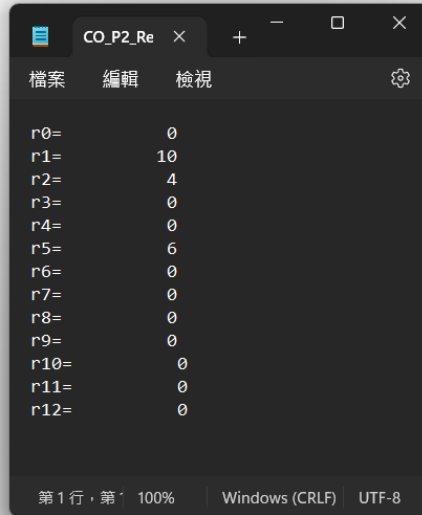 CO_P2_Re
檔案 編輯 檢視
r0= 0
r1= 10
r2= 4
r3= 0
r4= 0
r5= 6
r6= 0
r7= 0
r8= 0
r9= 0
r10= 0
r11= 0
r12= 0
第 1 行，第 100% Windows (CRLF) UTF-8